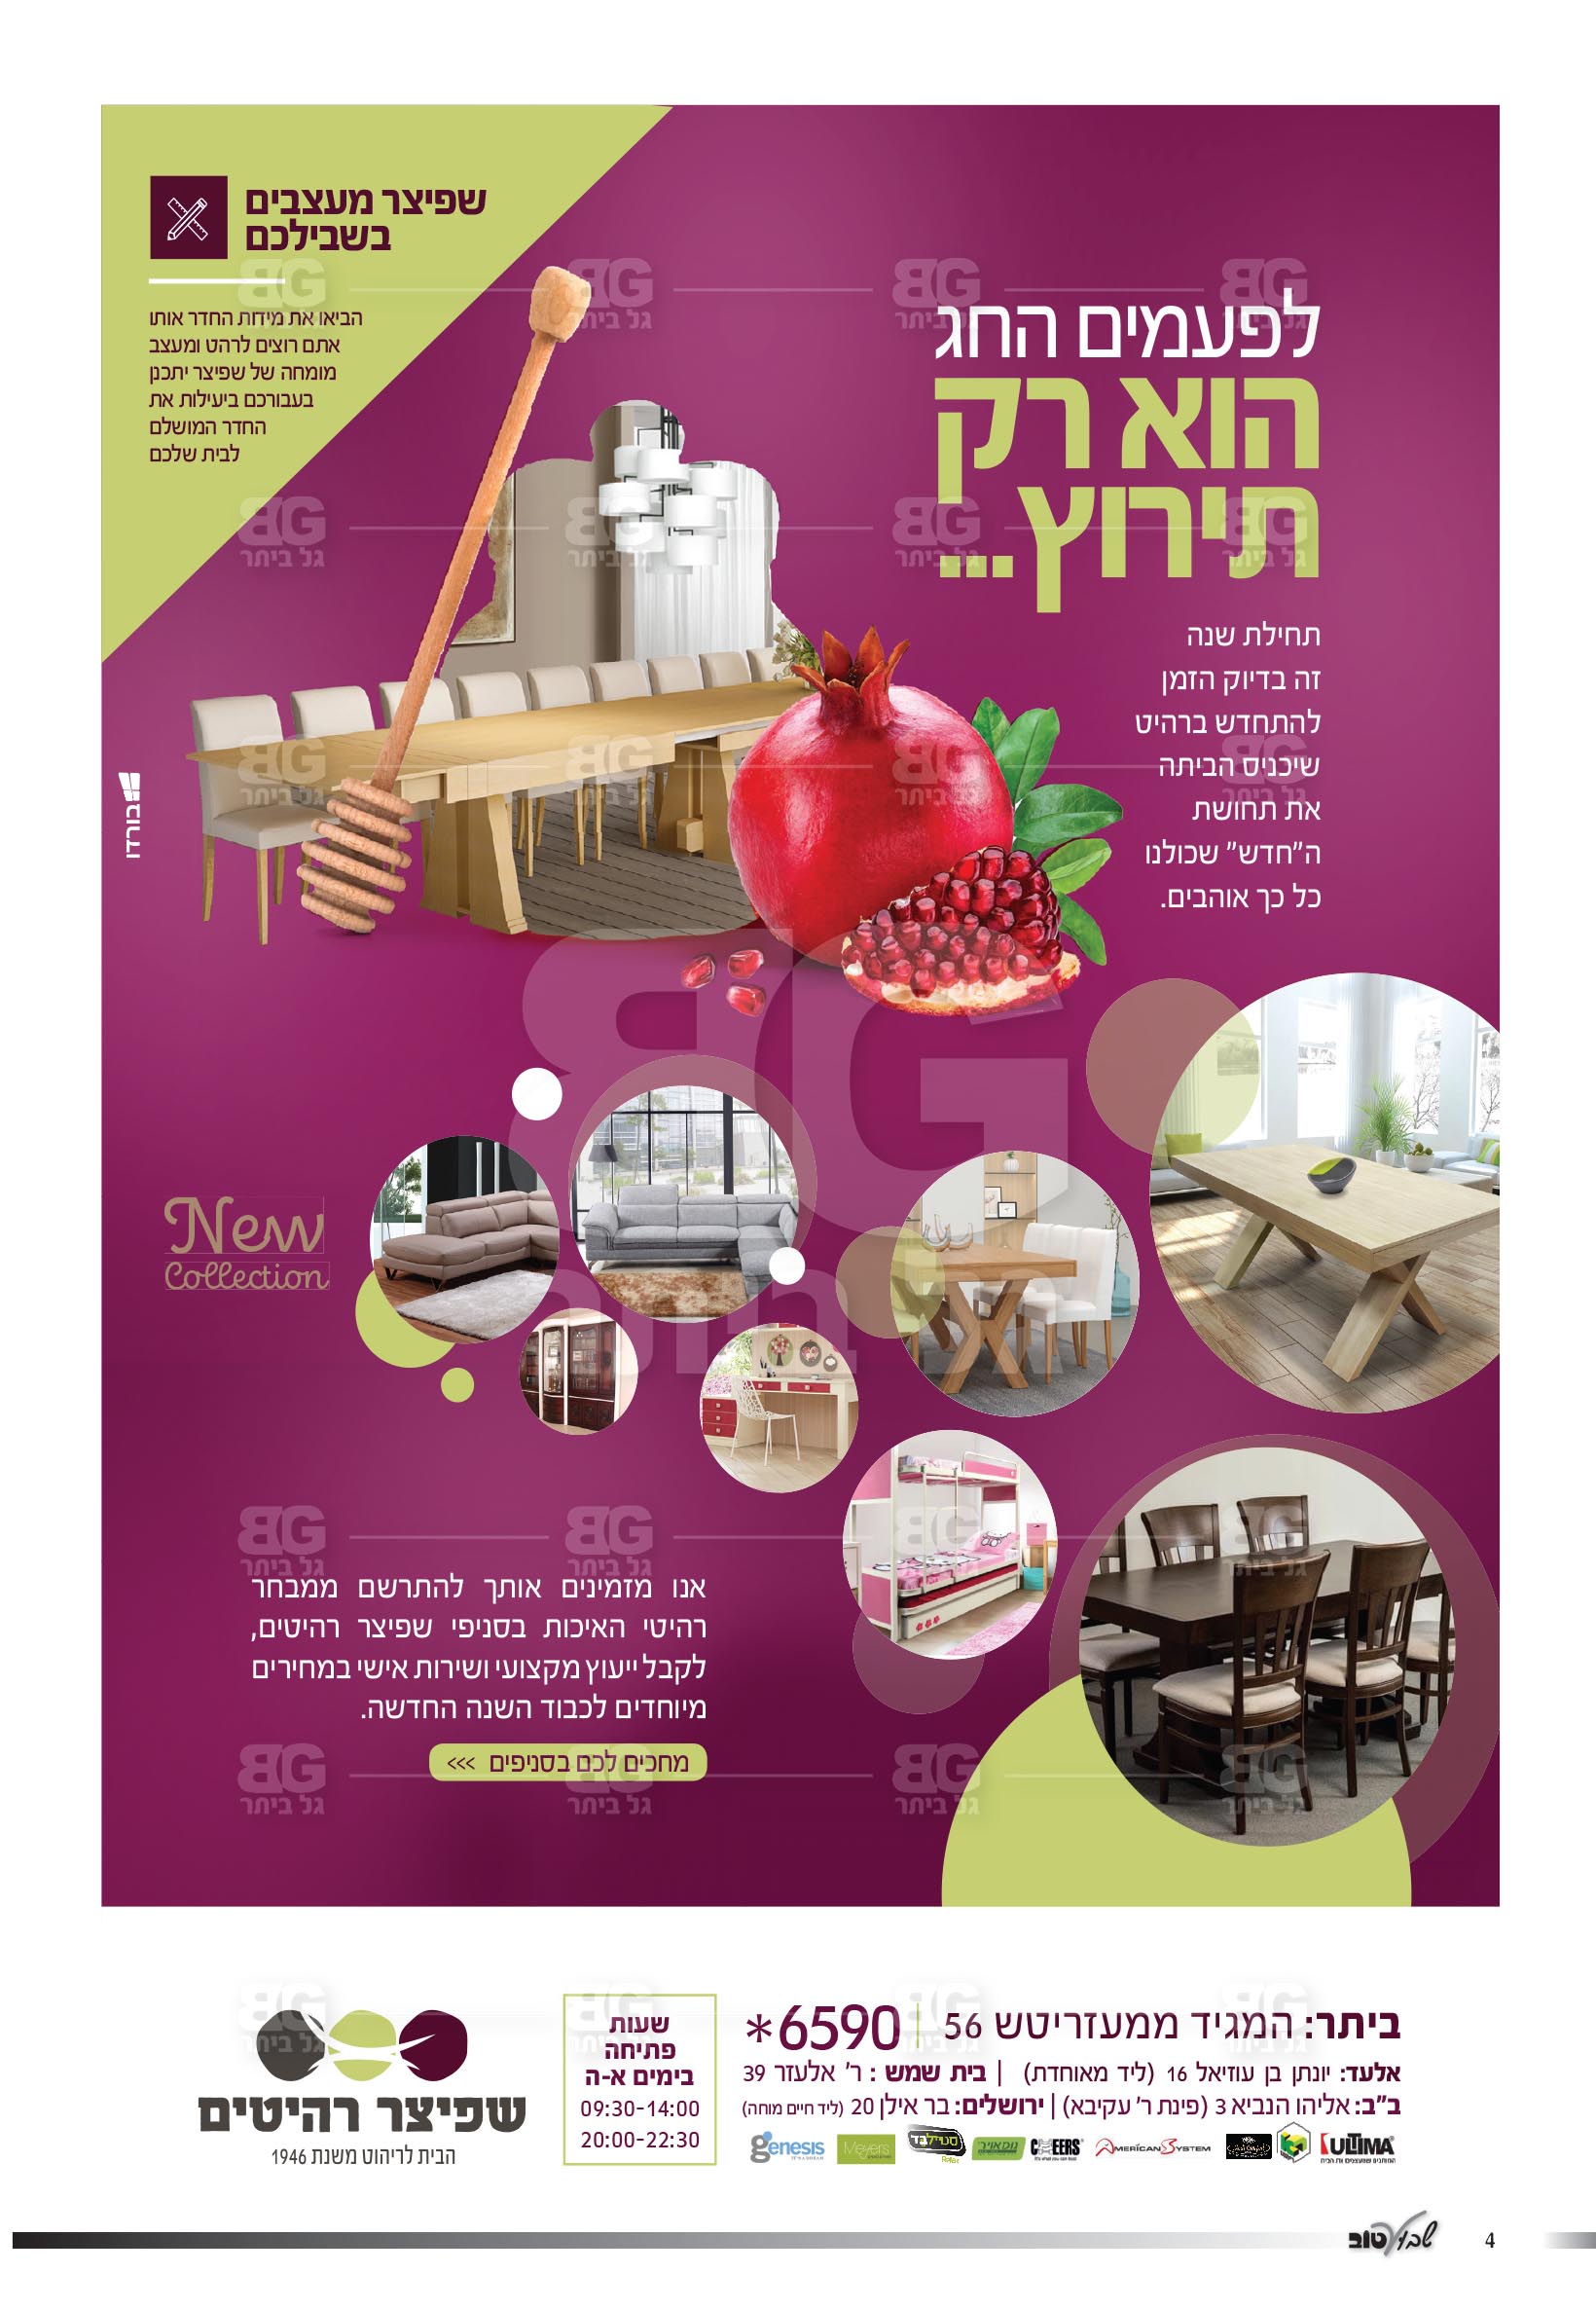 שפיצר מעצבים
בשבילכם
הביאו את מידות החדר אותו
אתם רוצים לרהט ומעצב
מומחה של שפיצר יתכנן
בעבורכם ביעילות את
החדר המושלם
לבית שלכם
לפעמים החג
הוא רק
תירוץ...
תחילת שנה
זה בדיוק הזמן
להתחדש ברהיט
שיכניס הביתה
את תחושת
ה"חדש" שכולנו
כל כך אוהבים.
בורדו
New
Collection
אנו מזמינים אותך להתרשם ממבחר
רהיטי האיכות בסניפי שפיצר רהיטים,
לקבל ייעוץ מקצועי ושירות אישי במחירים
מיוחדים לכבוד השנה החדשה.
מחכים לכם בסניפים >>>
ביתר: המגיד ממעזריטש 56 | 6590*
אלעד: יונתן בן עוזיאל 16 (ליד מאוחדת) | בית שמש: ר' אלעזר 39
ב"ב: אליהו הנביא 3 (פינת ר' עקיבא) | ירושלים: בר אילן 20 (ליד חיים מוחה)
ULTIMA
AMERICAN SYSTEM
CHEERS
Meyers
genesis
שעות
פתיחה
בימים א-ה
09:30-14:00
20:00-22:30
שפיצר רהיטים
הבית לריהוט משנת 1946
BG
גל ביתר
שבוע טוב
4